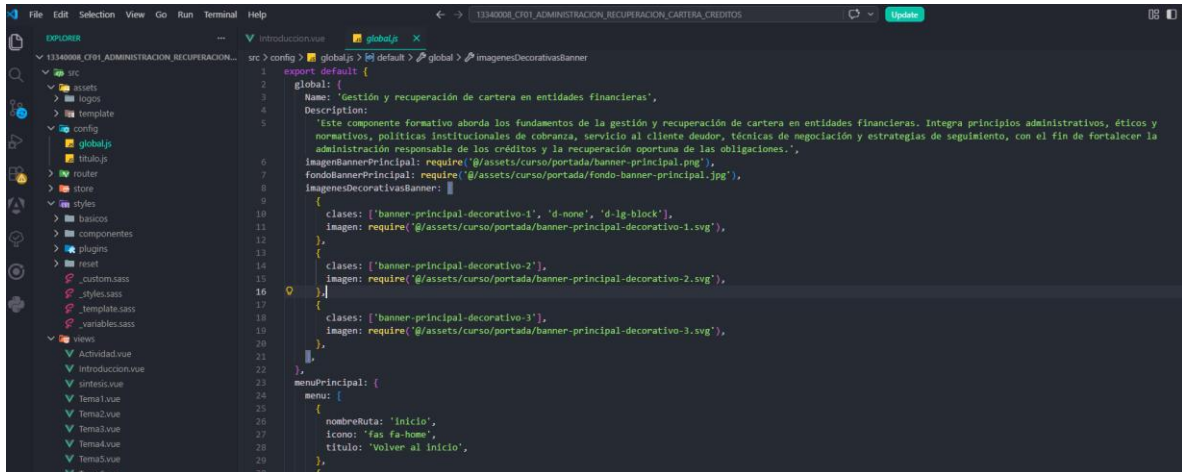 File Edit Selection View Go Run Terminal Help
13340008_CF01_ADMINISTRACION_RECUPERACION_CARTERA_CREDITOS
Update
EXPLORER
13340008_CF01_ADMINISTRACION_RECUPERACION...
src
assets
logos
template
config
global.js
titulo.js
router
store
styles
basicos
componentes
plugins
reset
_custom.sass
_styles.sass
_template.sass
_variables.sass
views
Actividad.vue
Introduccion.vue
sintesis.vue
Tema1.vue
Tema2.vue
Tema3.vue
Tema4.vue
Tema5.vue
Introduccion.vue
global.js
src > config > global.js > default > global > imagenesDecorativasBanner
1 export default {
2 global: {
3 Name: 'Gestión y recuperación de cartera en entidades financieras',
4 Description:
5 'Este componente formativo aborda los fundamentos de la gestión y recuperación de cartera en entidades financieras. Integra principios administrativos, éticos y
normativos, políticas institucionales de cobranza, servicio al cliente deudor, técnicas de negociación y estrategias de seguimiento, con el fin de fortalecer la
administración responsable de los créditos y la recuperación oportuna de las obligaciones.',
6 imagenBannerPrincipal: require('@/assets/curso/portada/banner-principal.png'),
7 fondoBannerPrincipal: require('@/assets/curso/portada/fondo-banner-principal.jpg'),
8 imagenesDecorativasBanner: [
9 {
10 clases: ['banner-principal-decorativo-1', 'd-none', 'd-lg-block'],
11 imagen: require('@/assets/curso/portada/banner-principal-decorativo-1.svg'),
12 },
13 {
14 clases: ['banner-principal-decorativo-2'],
15 imagen: require('@/assets/curso/portada/banner-principal-decorativo-2.svg'),
16 },
17 {
18 clases: ['banner-principal-decorativo-3'],
19 imagen: require('@/assets/curso/portada/banner-principal-decorativo-3.svg'),
20 },
21 ],
22 },
23 menuPrincipal: {
24 menu: [
25 {
26 nombreRuta: 'inicio',
27 icono: 'fas fa-home',
28 titulo: 'Volver al inicio',
29 },